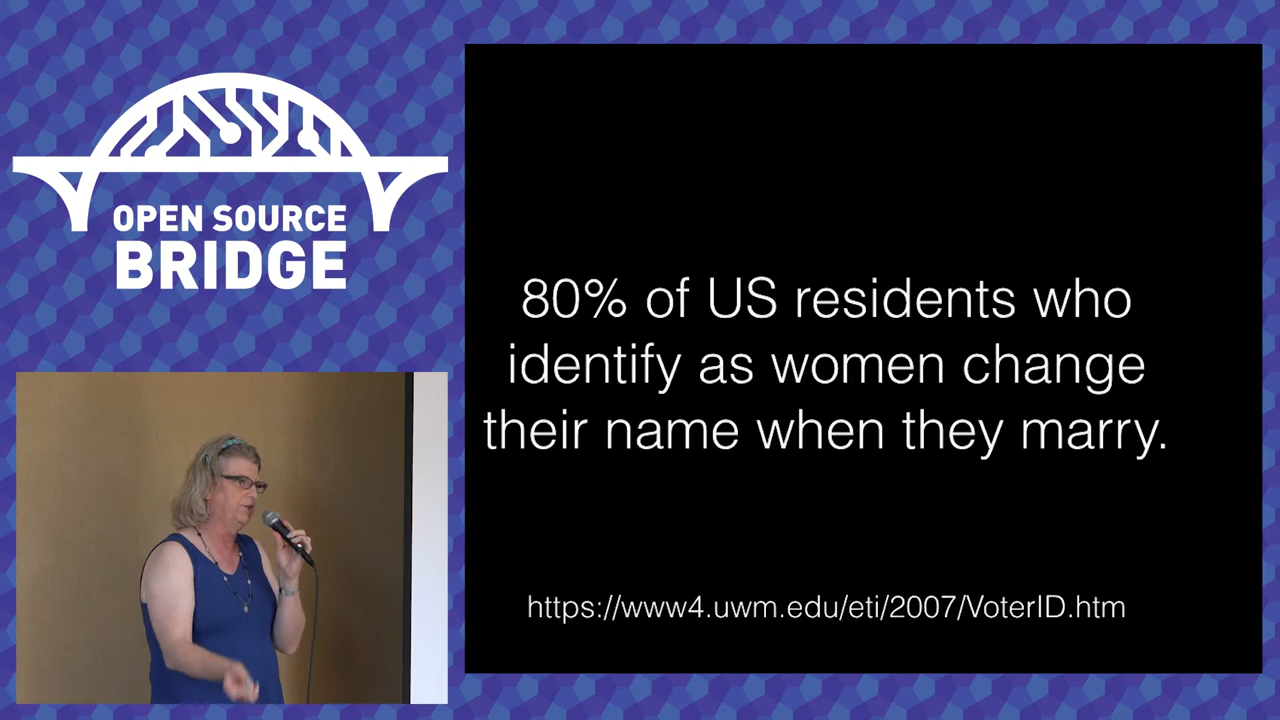 OPEN SOURCE
BRIDGE
80% of US residents who
identify as women change
their name when they marry.
https://www4.uwm.edu/eti/2007/VoterID.htm